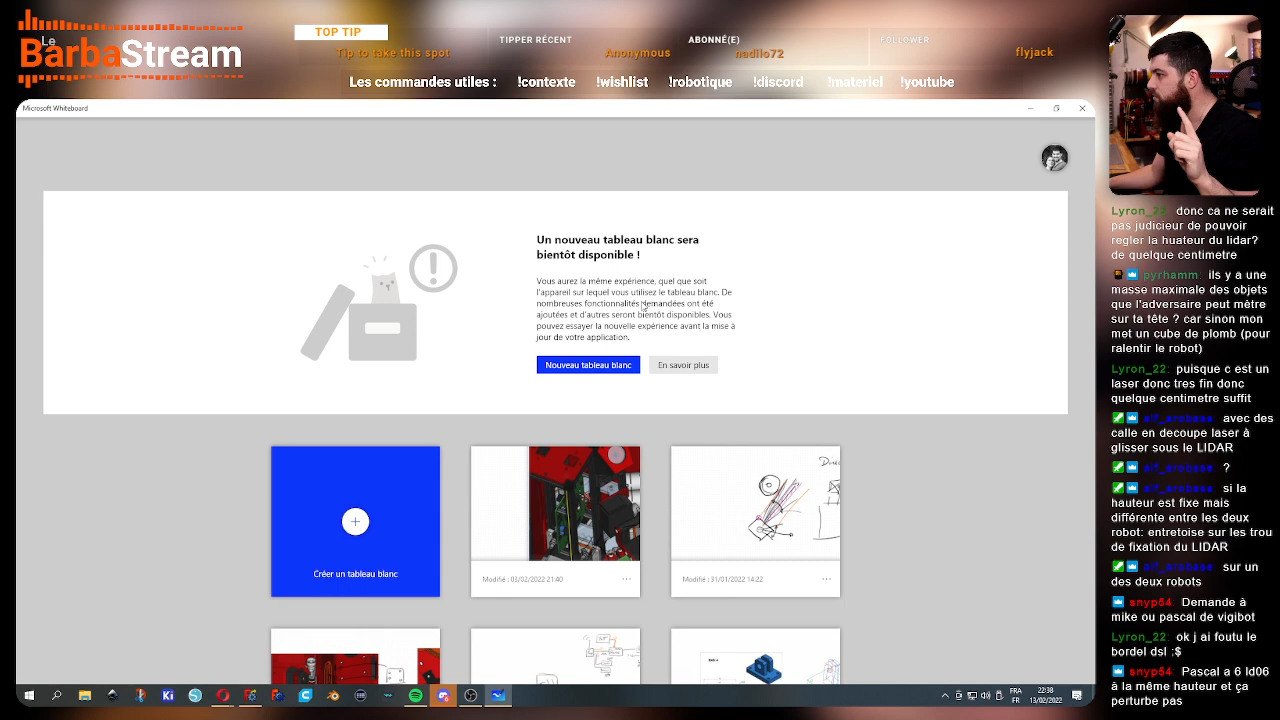 Le
BarbaStream
TOP TIP
Tip to take this spot
TIPPER RÉCENT
Anonymous
ABONNÉ(E)
nadilo72
FOLLOWER
flyjack
Les commandes utiles : !contexte !wishlist !robotique !discord !materiel !youtube
Microsoft Whiteboard
Un nouveau tableau blanc sera
bientôt disponible !
Vous aurez la même expérience, quel que soit
l'appareil sur lequel vous utilisez le tableau blanc. De
nombreuses fonctionnalités demandées ont été
ajoutées et d'autres seront bientôt disponibles. Vous
pouvez essayer la nouvelle expérience avant la mise à
jour de votre application.
Nouveau tableau blanc
En savoir plus
Créer un tableau blanc
Modifié : 03/02/2022 21:40
Modifié : 31/01/2022 14:22
Lyron_22: donc ca ne serait
pas judicieur de pouvoir
regler la huateur du lidar?
de quelque centimetre
pyrhamm: ils y a une
masse maximale des objets
que l'adversaire peut mêtre
sur ta tête ? car sinon mon
met un cube de plomb (pour
ralentir le robot)
Lyron_22: puisque c est un
laser donc tres fin donc
quelque centimetre suffit
elf_arobase: avec des
calle en decoupe laser à
glisser sous le LIDAR
elf_arobase: ?
elf_arobase: si la
hauteur est fixe mais
différente entre les deux
robot: entretoise sur les trou
de fixation du LIDAR
elf_arobase: sur un
des deux robots
snyp54: Demande à
mike ou pascal de vigibot
Lyron_22: ok j ai foutu le
bordel dsl :$
snyp54: Pascal a 6 ld06
à la même hauteur et ça
perturbe pas
FRA
FR
22:38
13/02/2022